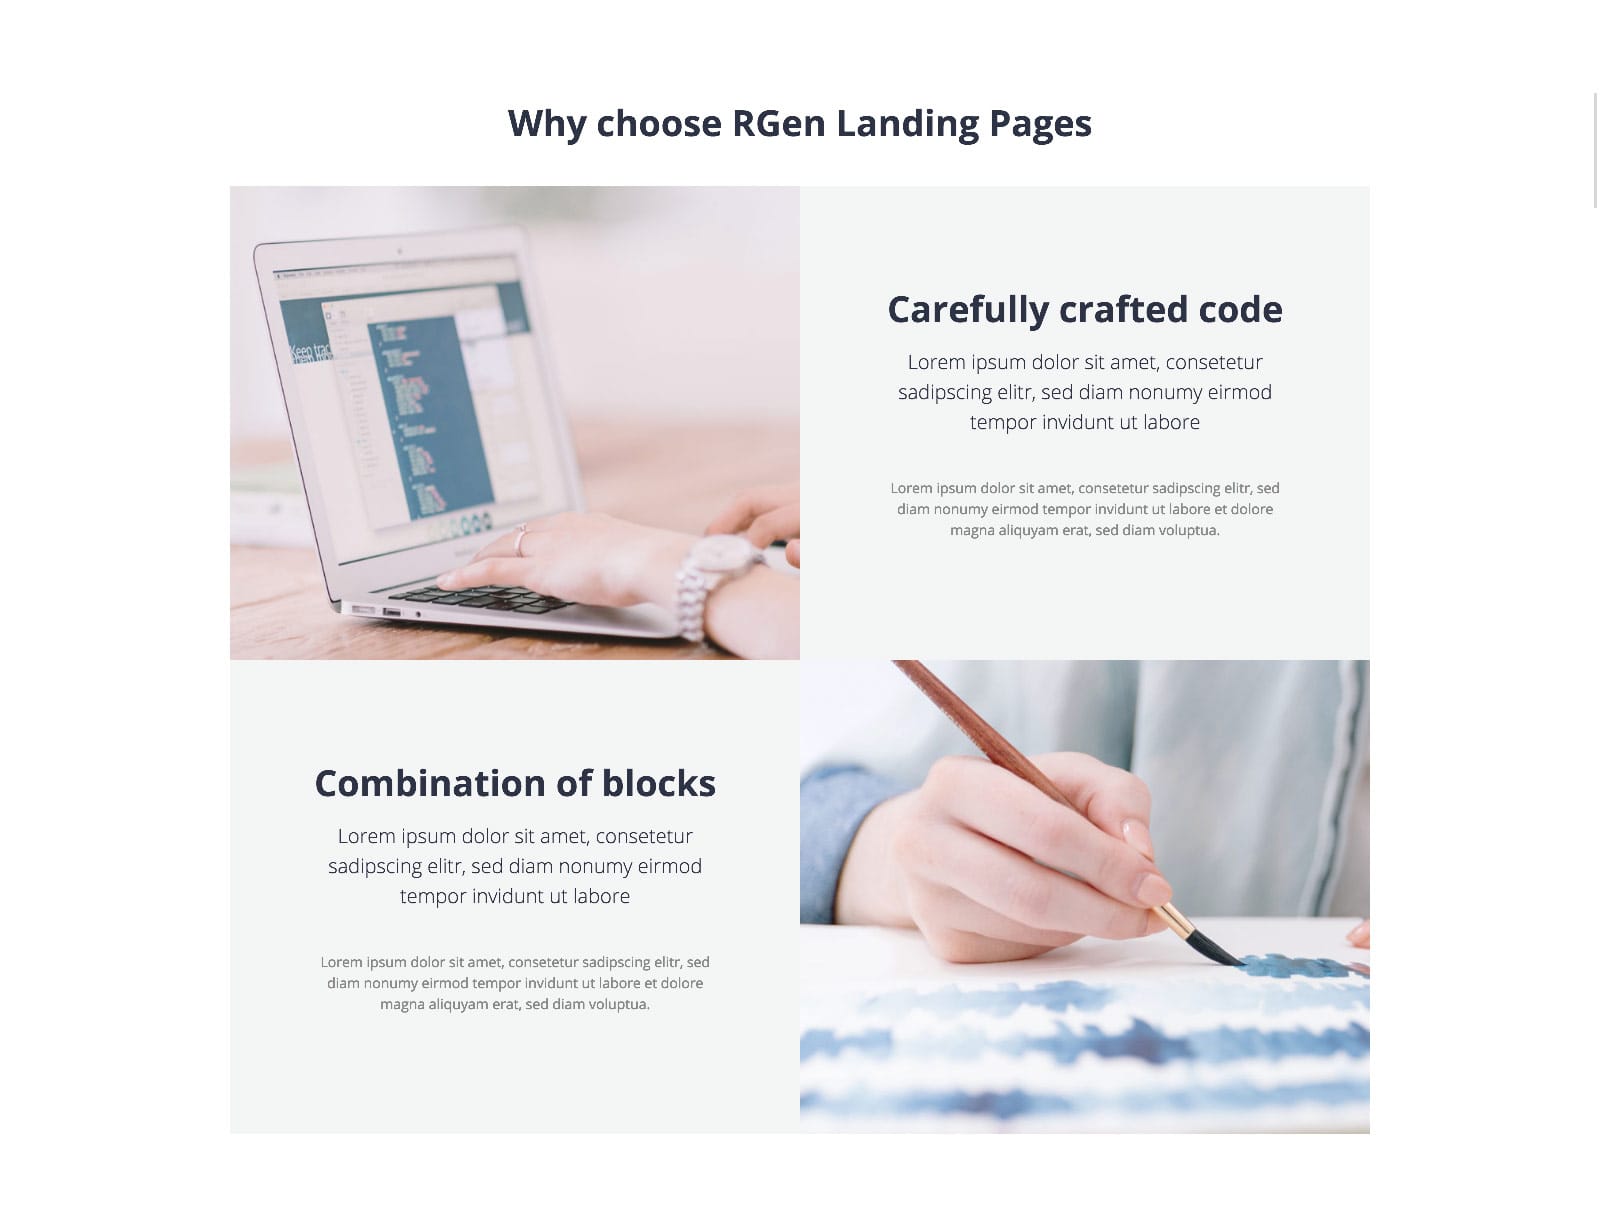 Why choose RGen Landing Pages
Keep trac
Carefully crafted code
Lorem ipsum dolor sit amet, consetetur
sadipscing elitr, sed diam nonumy eirmod
tempor invidunt ut labore
Lorem ipsum dolor sit amet, consetetur sadipscing elitr, sed
diam nonumy eirmod tempor invidunt ut labore et dolore
magna aliquyam erat, sed diam voluptua.
Combination of blocks
Lorem ipsum dolor sit amet, consetetur
sadipscing elitr, sed diam nonumy eirmod
tempor invidunt ut labore
Lorem ipsum dolor sit amet, consetetur sadipscing elitr, sed
diam nonumy eirmod tempor invidunt ut labore et dolore
magna aliquyam erat, sed diam voluptua.